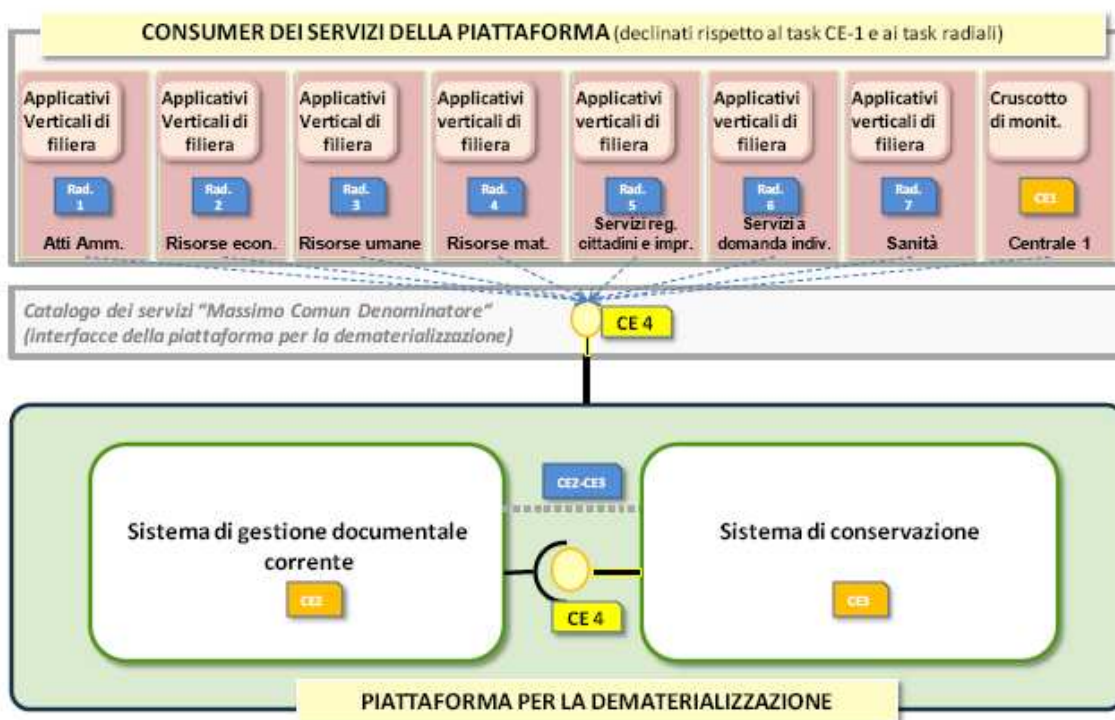 CONSUMER DEI SERVIZI DELLA PIATTAFORMA (declinati rispetto al task CE-1 e ai task radiali)
Applicativi
Verticali di
filiera
Rad.
1
Atti Amm.
Applicativi
Verticali di
filiera
Rad.
2
Risorse econ.
Applicativi
Vertical di
filiera
Rad.
3
Risorse umane
Applicativi
verticali di
filiera
Rad.
4
Risorse mat.
Applicativi
verticali di
filiera
Rad.
5
Servizi reg.
cittadini e impr.
Applicativi
verticali di
filiera
Rad.
6
Servizi a
domanda indiv.
Applicativi
verticali di
filiera
Rad.
7
Sanità
Cruscotto
di monit.
CE1
Centrale 1
Catalogo dei servizi “Massimo Comun Denominatore”
(interfacce della piattaforma per la dematerializzazione)
CE 4
CE2-CE3
Sistema di gestione documentale
corrente
CE2
CE 4
Sistema di conservazione
CE3
PIATTAFORMA PER LA DEMATERIALIZZAZIONE